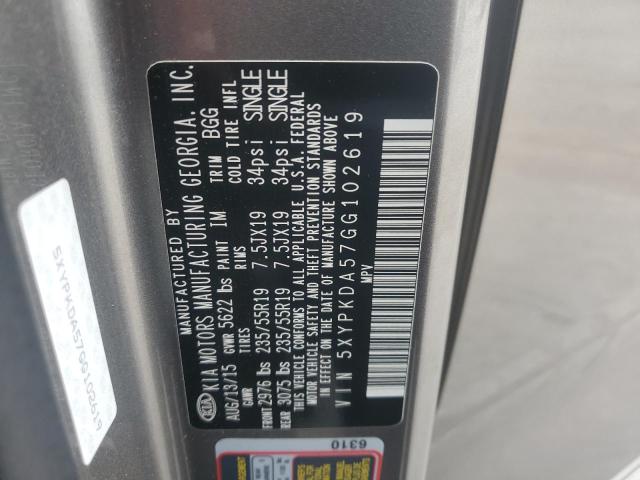 MANUFACTURED BY
KIA KIA MOTORS MANUFACTURING GEORGIA. INC.
AUG/13/15 GVWR 5622 lbs PAINT IM TRIM BGG
GAWR TIRES RIMS COLD TIRE INFL
FRONT 2976 lbs 235/55R19 7.5JX19 34psi SINGLE
REAR 3075 lbs 235/55R19 7.5JX19 34psi SINGLE
THIS VEHICLE CONFORMS TO ALL APPLICABLE U.S.A. FEDERAL
MOTOR VEHICLE SAFETY AND THEFT PREVENTION STANDARDS
IN EFFECT ON THE DATE OF MANUFACTURE SHOWN ABOVE
VIN 5XYPKDA57GG102619
MPV
5XYPKDA57GG102619
6310